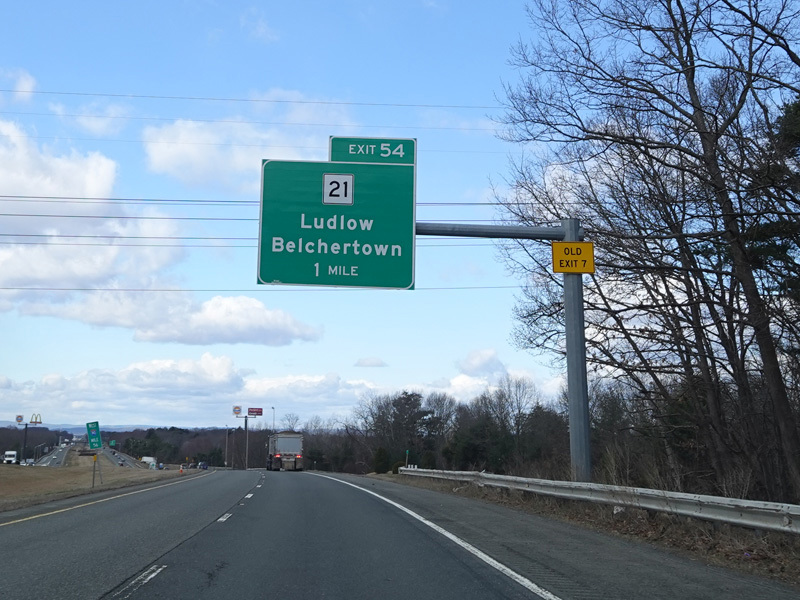 EXIT 54
21
LUDLOW
BELCHERTOWN
1 MILE
OLD
EXIT 7